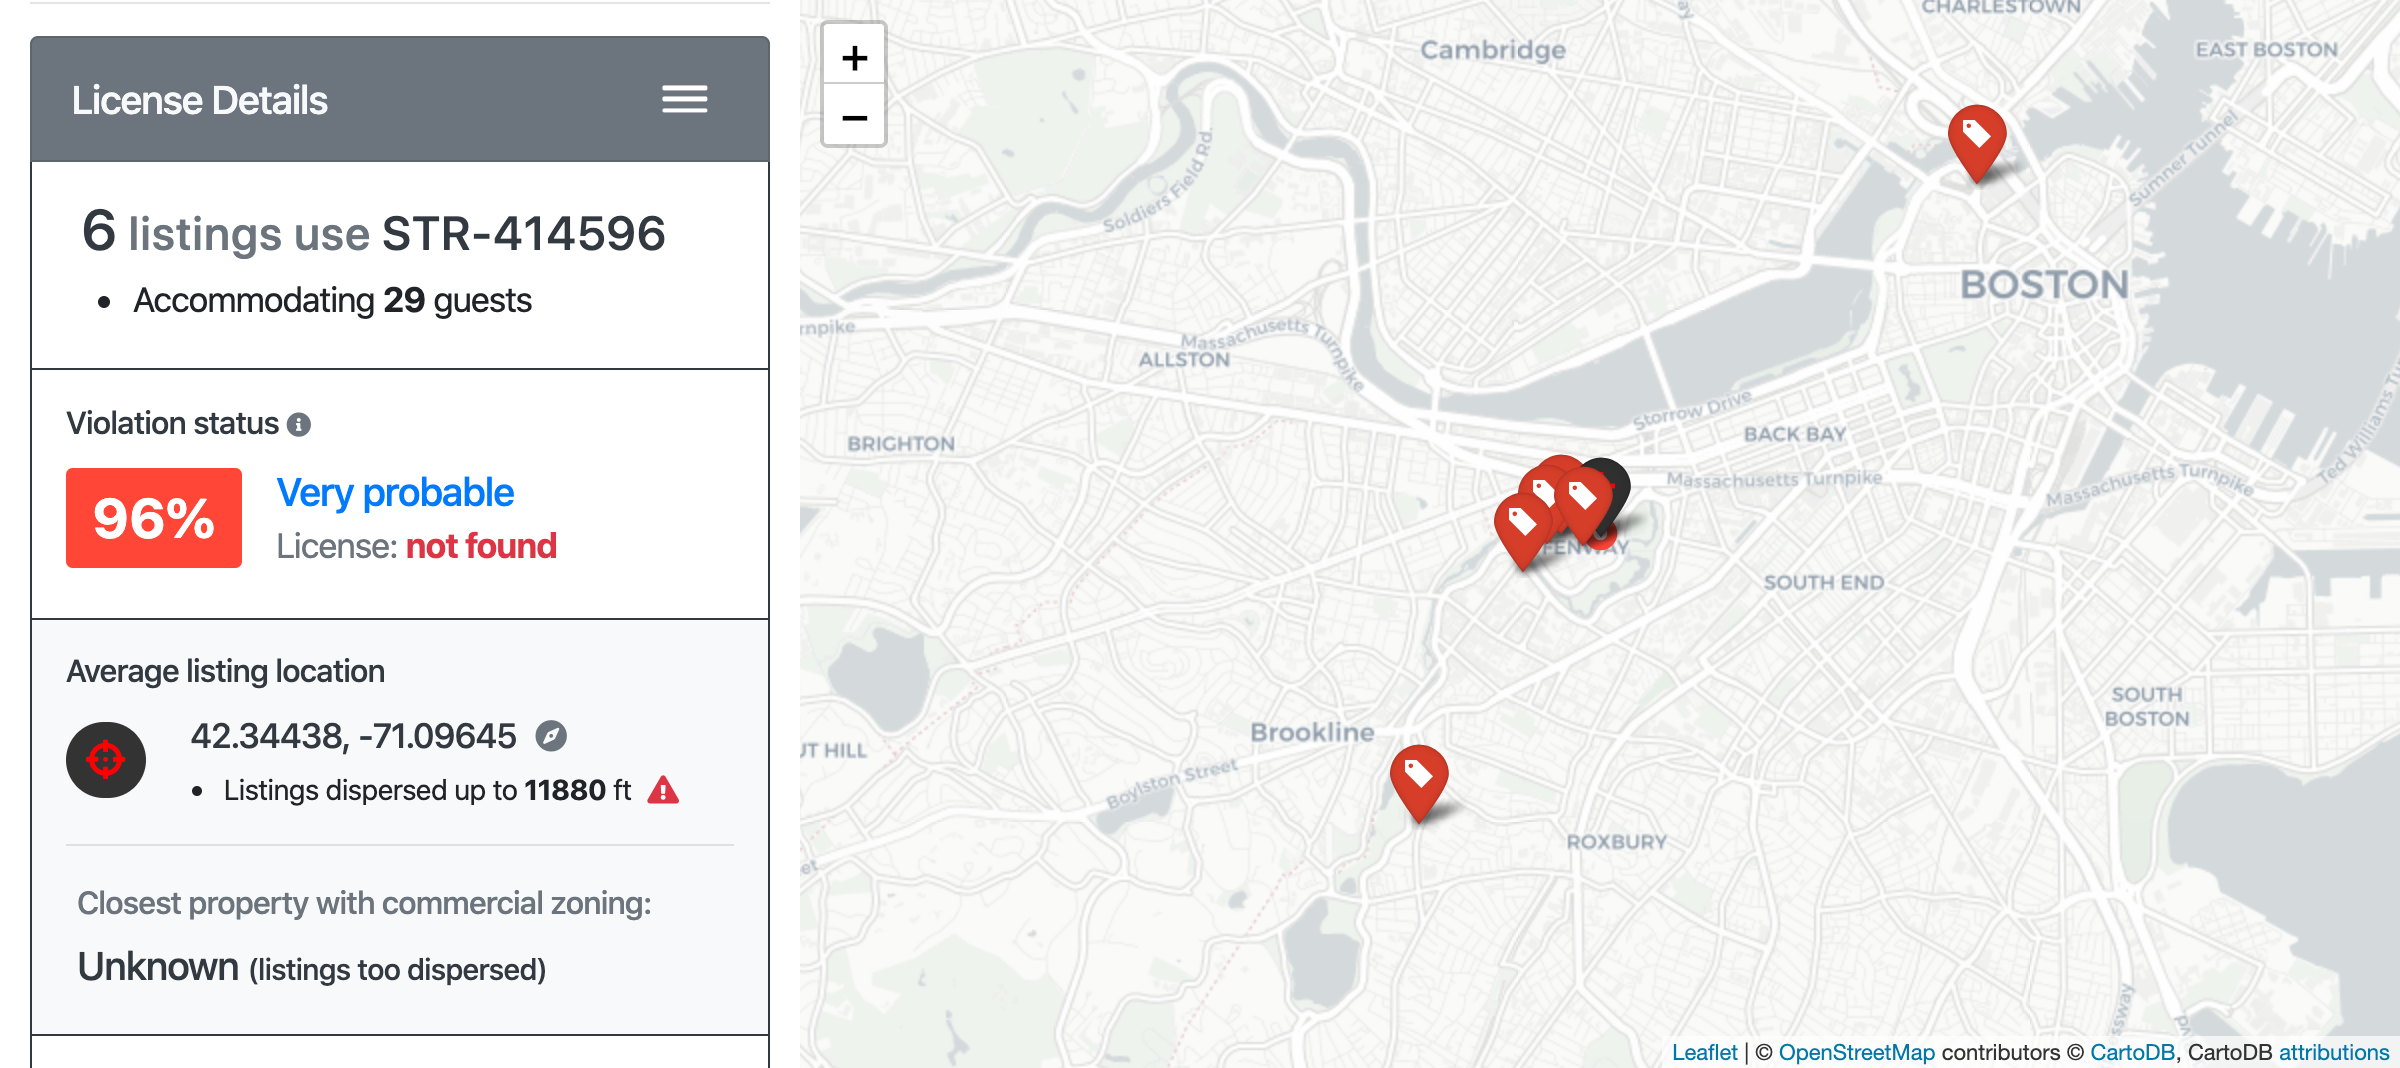 License Details
6 listings use STR-414596
Accommodating 29 guests
Violation status
96%
Very probable
License: not found
Average listing location
42.34438, -71.09645
Listings dispersed up to 11880 ft
Closest property with commercial zoning:
Unknown (listings too dispersed)
+
−
CHARLESTOWN
Cambridge
EAST BOSTON
Sumner Tunnel
Soldiers Field Rd.
BOSTON
rnpike
Massachusetts Turnpike
ALLSTON
Storrow Drive
BRIGHTON
BACK BAY
Massachusetts Turnpike
Massachusetts Turnpike
Ted Williams Tu
FENWAY
SOUTH END
SOUTH
BOSTON
Brookline
UT HILL
Boylston Street
ROXBURY
et
ssway
Leaflet | © OpenStreetMap contributors © CartoDB, CartoDB attributions